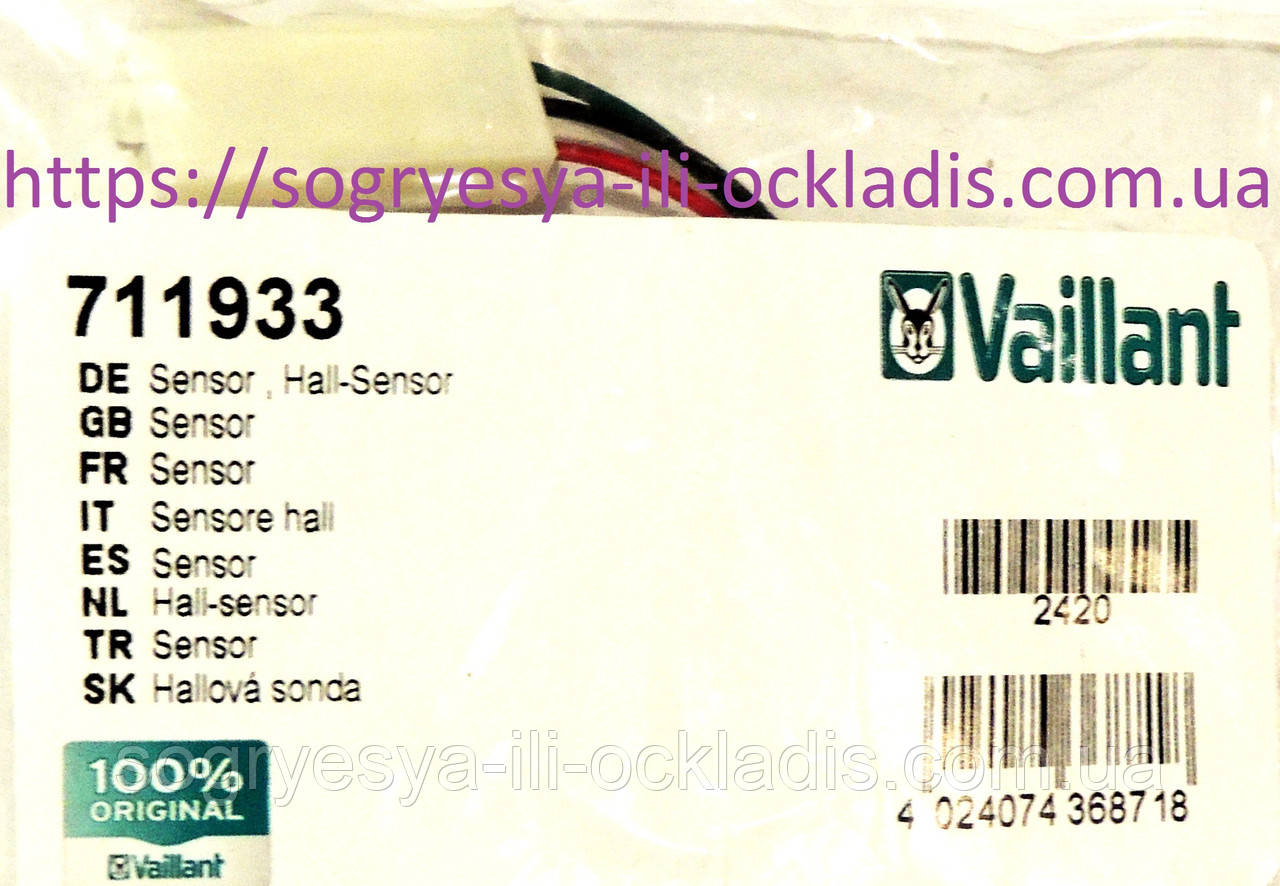 https://sogryesya-ili-ockladis.com.ua
711933
Vaillant
DE Sensor , Hall-Sensor
GB Sensor
FR Sensor
IT Sensore hall
ES Sensor
NL Hall-sensor
TR Sensor
SK Hallová sonda
2420
sogryesya-ili-ockladis.com.ua
100%
ORIGINAL
Vaillant
4 024074 368718